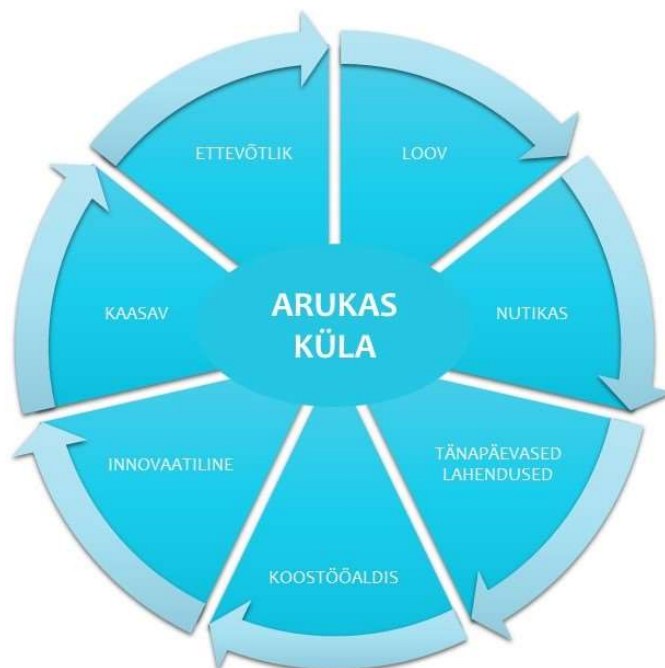 ETTEVÕTLIK
LOOV
KAASAV
ARUKAS
KÜLA
NUTIKAS
INNOVAATILINE
TÄNAPÄEVASED
LAHENDUSED
KOOSTÖÖALDIS